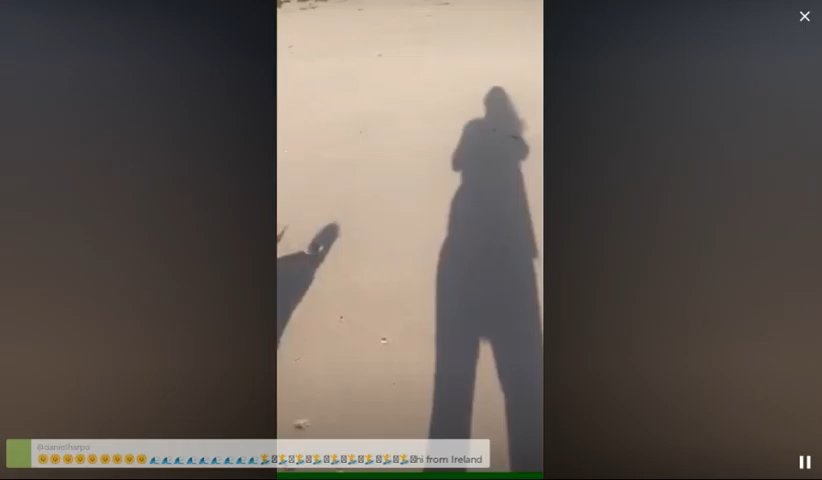 @danielharpo
😐😐😐😐😐😐😐😐😐🌊🌊🌊🌊🌊🌊🌊🌊🌊🏄🏄🏄🏄🏄🏄🏄🏄🏄🏄hi from Ireland